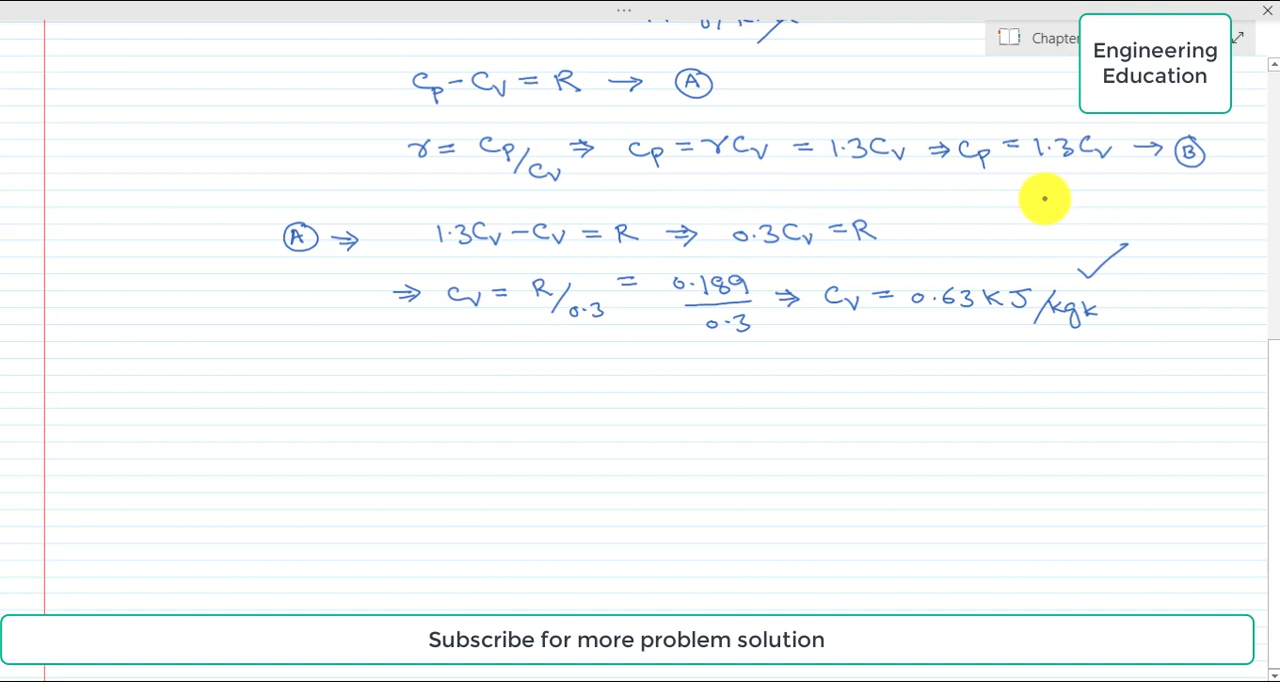 Chapter
Engineering
Education
Cp - Cv = R → (A)
γ = Cp/Cv ⇒ Cp = γCv = 1.3Cv ⇒ Cp = 1.3Cv → (B)
(A) ⇒ 1.3Cv - Cv = R ⇒ 0.3Cv = R
⇒ Cv = R/0.3 = 0.189/0.3 ⇒ Cv = 0.63 KJ/kgK ✓
Subscribe for more problem solution